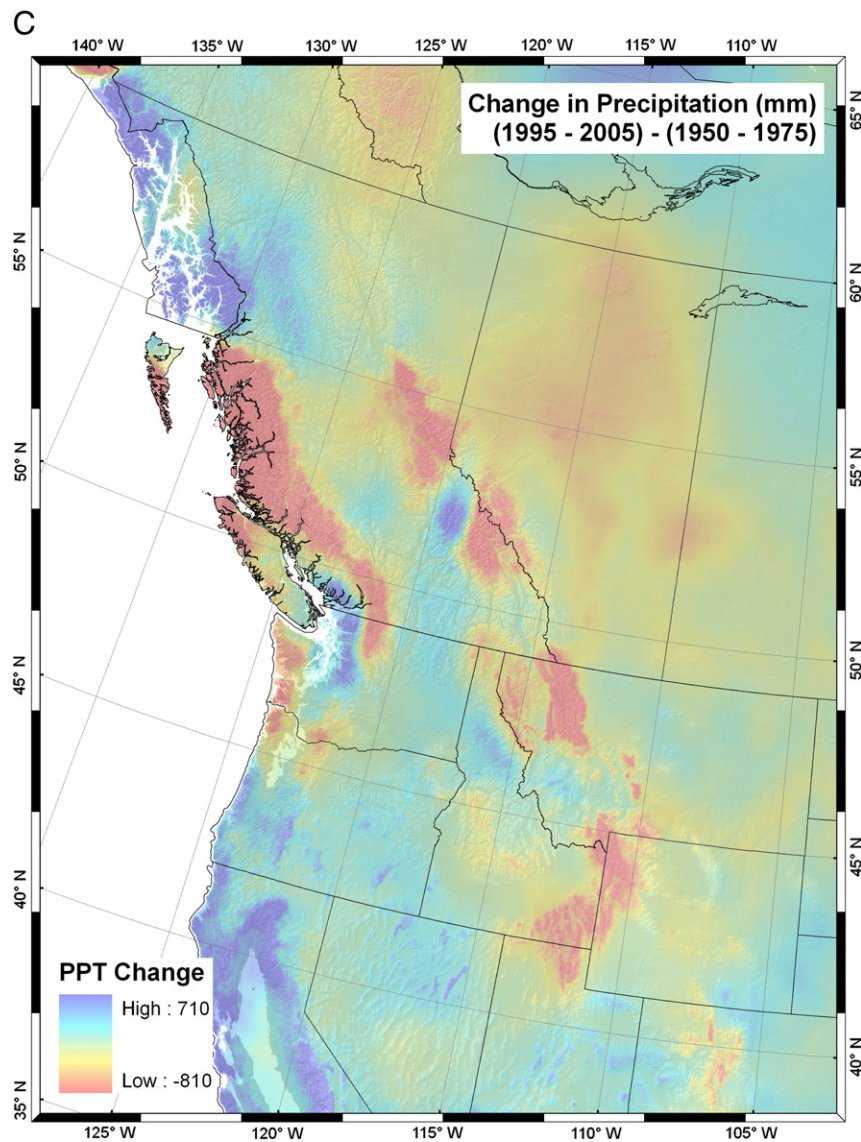 C
140° W 135° W 130° W 125° W 120° W 115° W 110° W
Change in Precipitation (mm)
(1995 - 2005) - (1950 - 1975)
65° N
55° N
60° N
50° N
50° N
45° N
45° N
40° N
PPT Change
High : 710
Low : -810
40° N
35° N
125° W 120° W 115° W 110° W 105° W